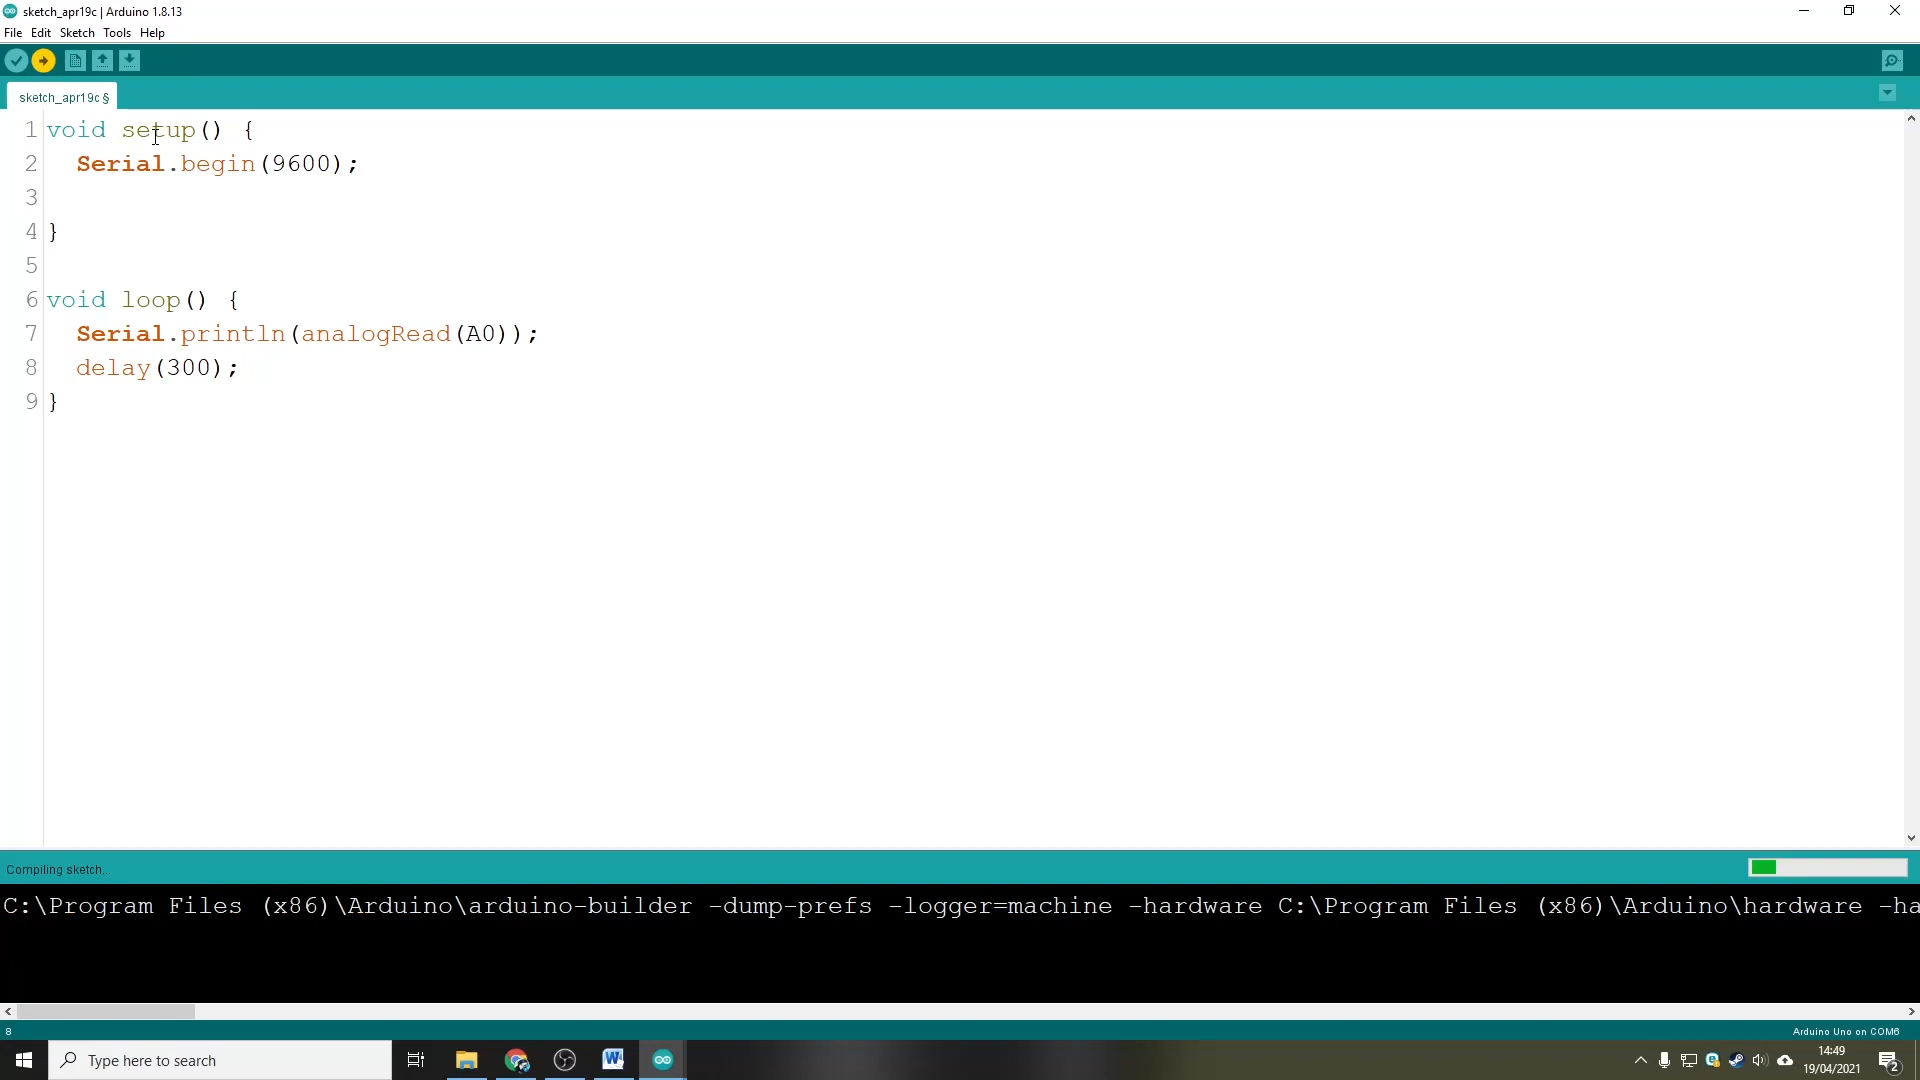 sketch_apr19c | Arduino 1.8.13
File Edit Sketch Tools Help
sketch_apr19c §
1 void setup() {
2   Serial.begin(9600);
3
4 }
5
6 void loop() {
7   Serial.println(analogRead(A0));
8   delay(300);
9 }
Compiling sketch...
C:\Program Files (x86)\Arduino\arduino-builder -dump-prefs -logger=machine -hardware C:\Program Files (x86)\Arduino\hardware -ha
8
Arduino Uno on COM6
Type here to search
14:49
19/04/2021
2